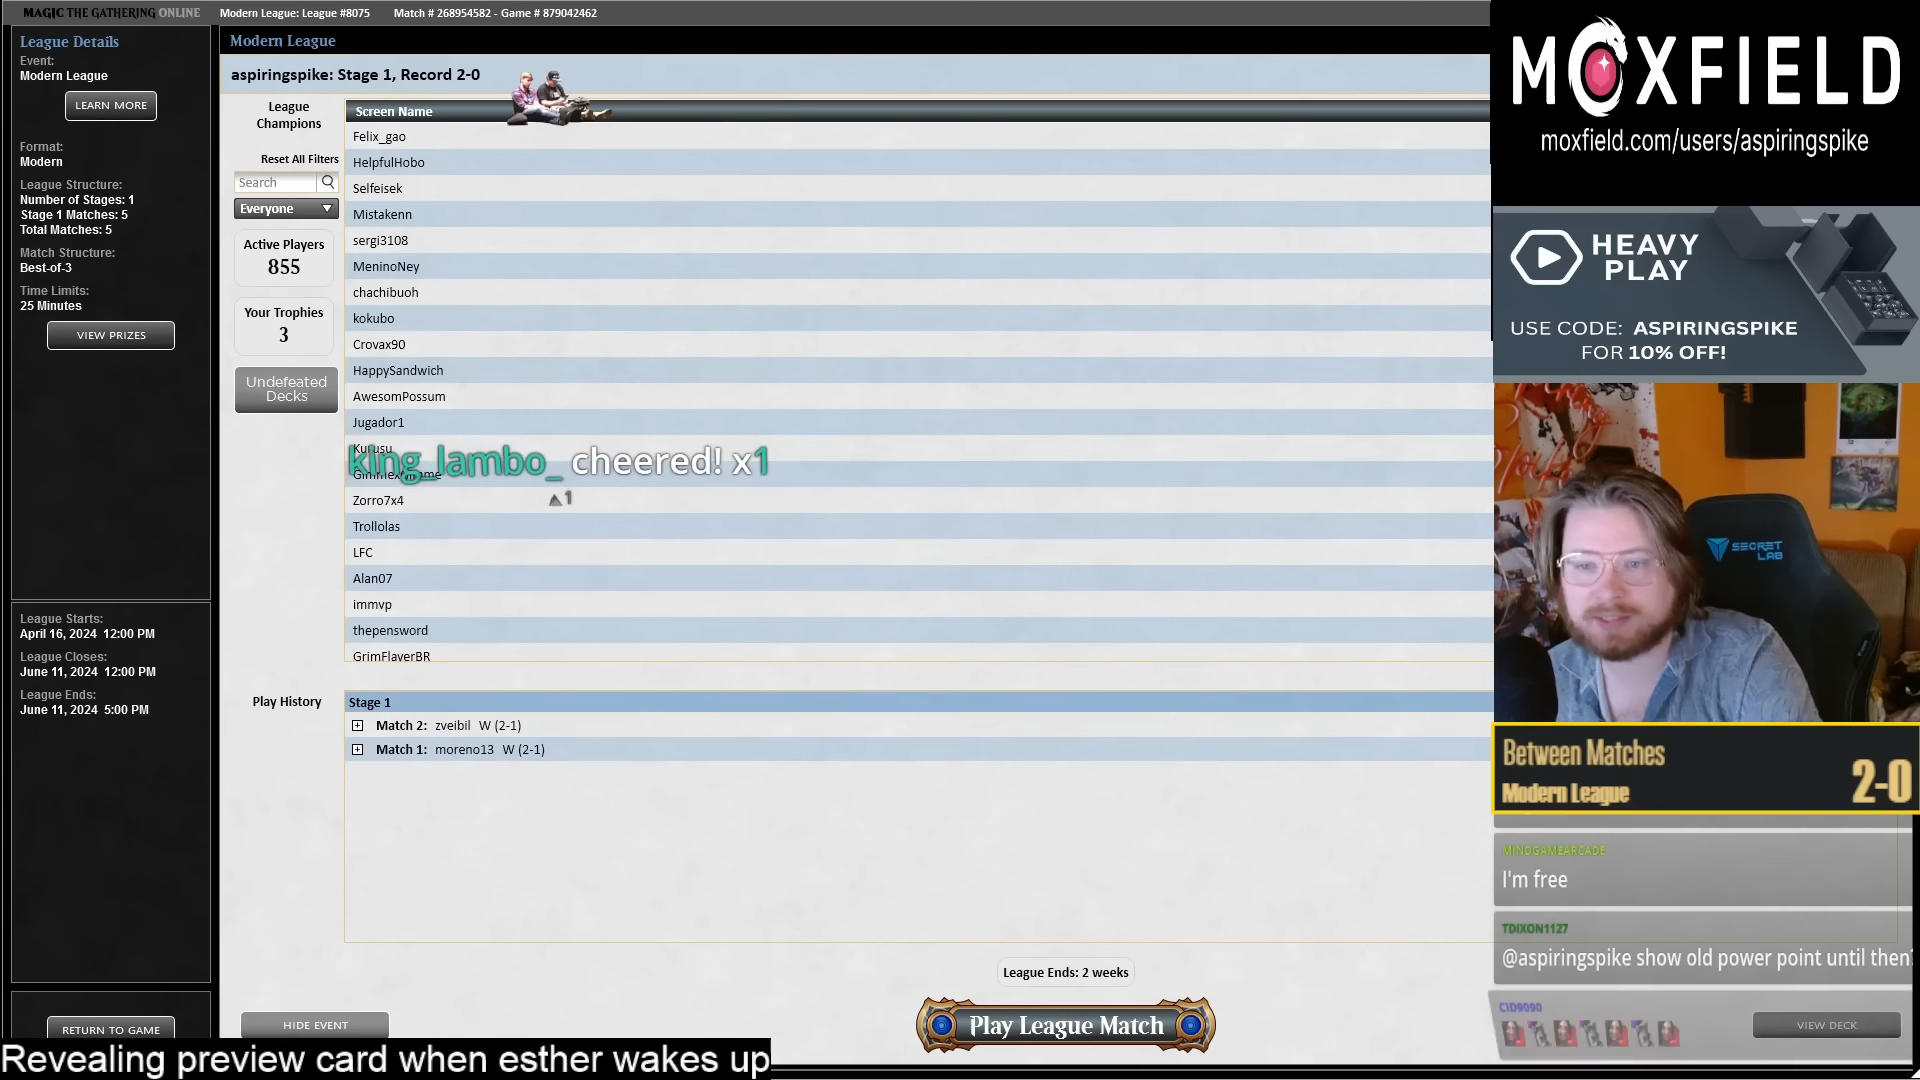 MAGIC THE GATHERING ONLINE
Modern League: League #8075
Match # 268954582 - Game # 879042462
League Details
Event:
Modern League
LEARN MORE
Format:
Modern
League Structure:
Number of Stages: 1
Stage 1 Matches: 5
Total Matches: 5
Match Structure:
Best-of-3
Time Limits:
25 Minutes
VIEW PRIZES
League Starts:
April 16, 2024 12:00 PM
League Closes:
June 11, 2024 12:00 PM
League Ends:
June 11, 2024 5:00 PM
RETURN TO GAME
Modern League
aspiringspike: Stage 1, Record 2-0
League
Champions
Reset All Filters
Search
Everyone
Active Players
855
Your Trophies
3
Undefeated
Decks
Screen Name
Felix_gao
HelpfulHobo
Selfeisek
Mistakenn
sergi3108
MeninoNey
chachibuoh
kokubo
Crovax90
HappySandwich
AwesomPossum
Jugador1
king_lambo_ cheered! x1
1
Zorro7x4
Trollolas
LFC
Alan07
immvp
thepensword
GrimFlaverBR
Play History
Stage 1
Match 2: zveibil W (2-1)
Match 1: moreno13 W (2-1)
League Ends: 2 weeks
Play League Match
HIDE EVENT
Revealing preview card when esther wakes up
MOXFIELD
moxfield.com/users/aspiringspike
HEAVY
PLAY
USE CODE: ASPIRINGSPIKE
FOR 10% OFF!
SECRET
LAB
Between Matches
Modern League
2-0
MINDGAMEARCADE
I'm free
TDIXON1127
@aspiringspike show old power point until then?
CID9090
VIEW DECK